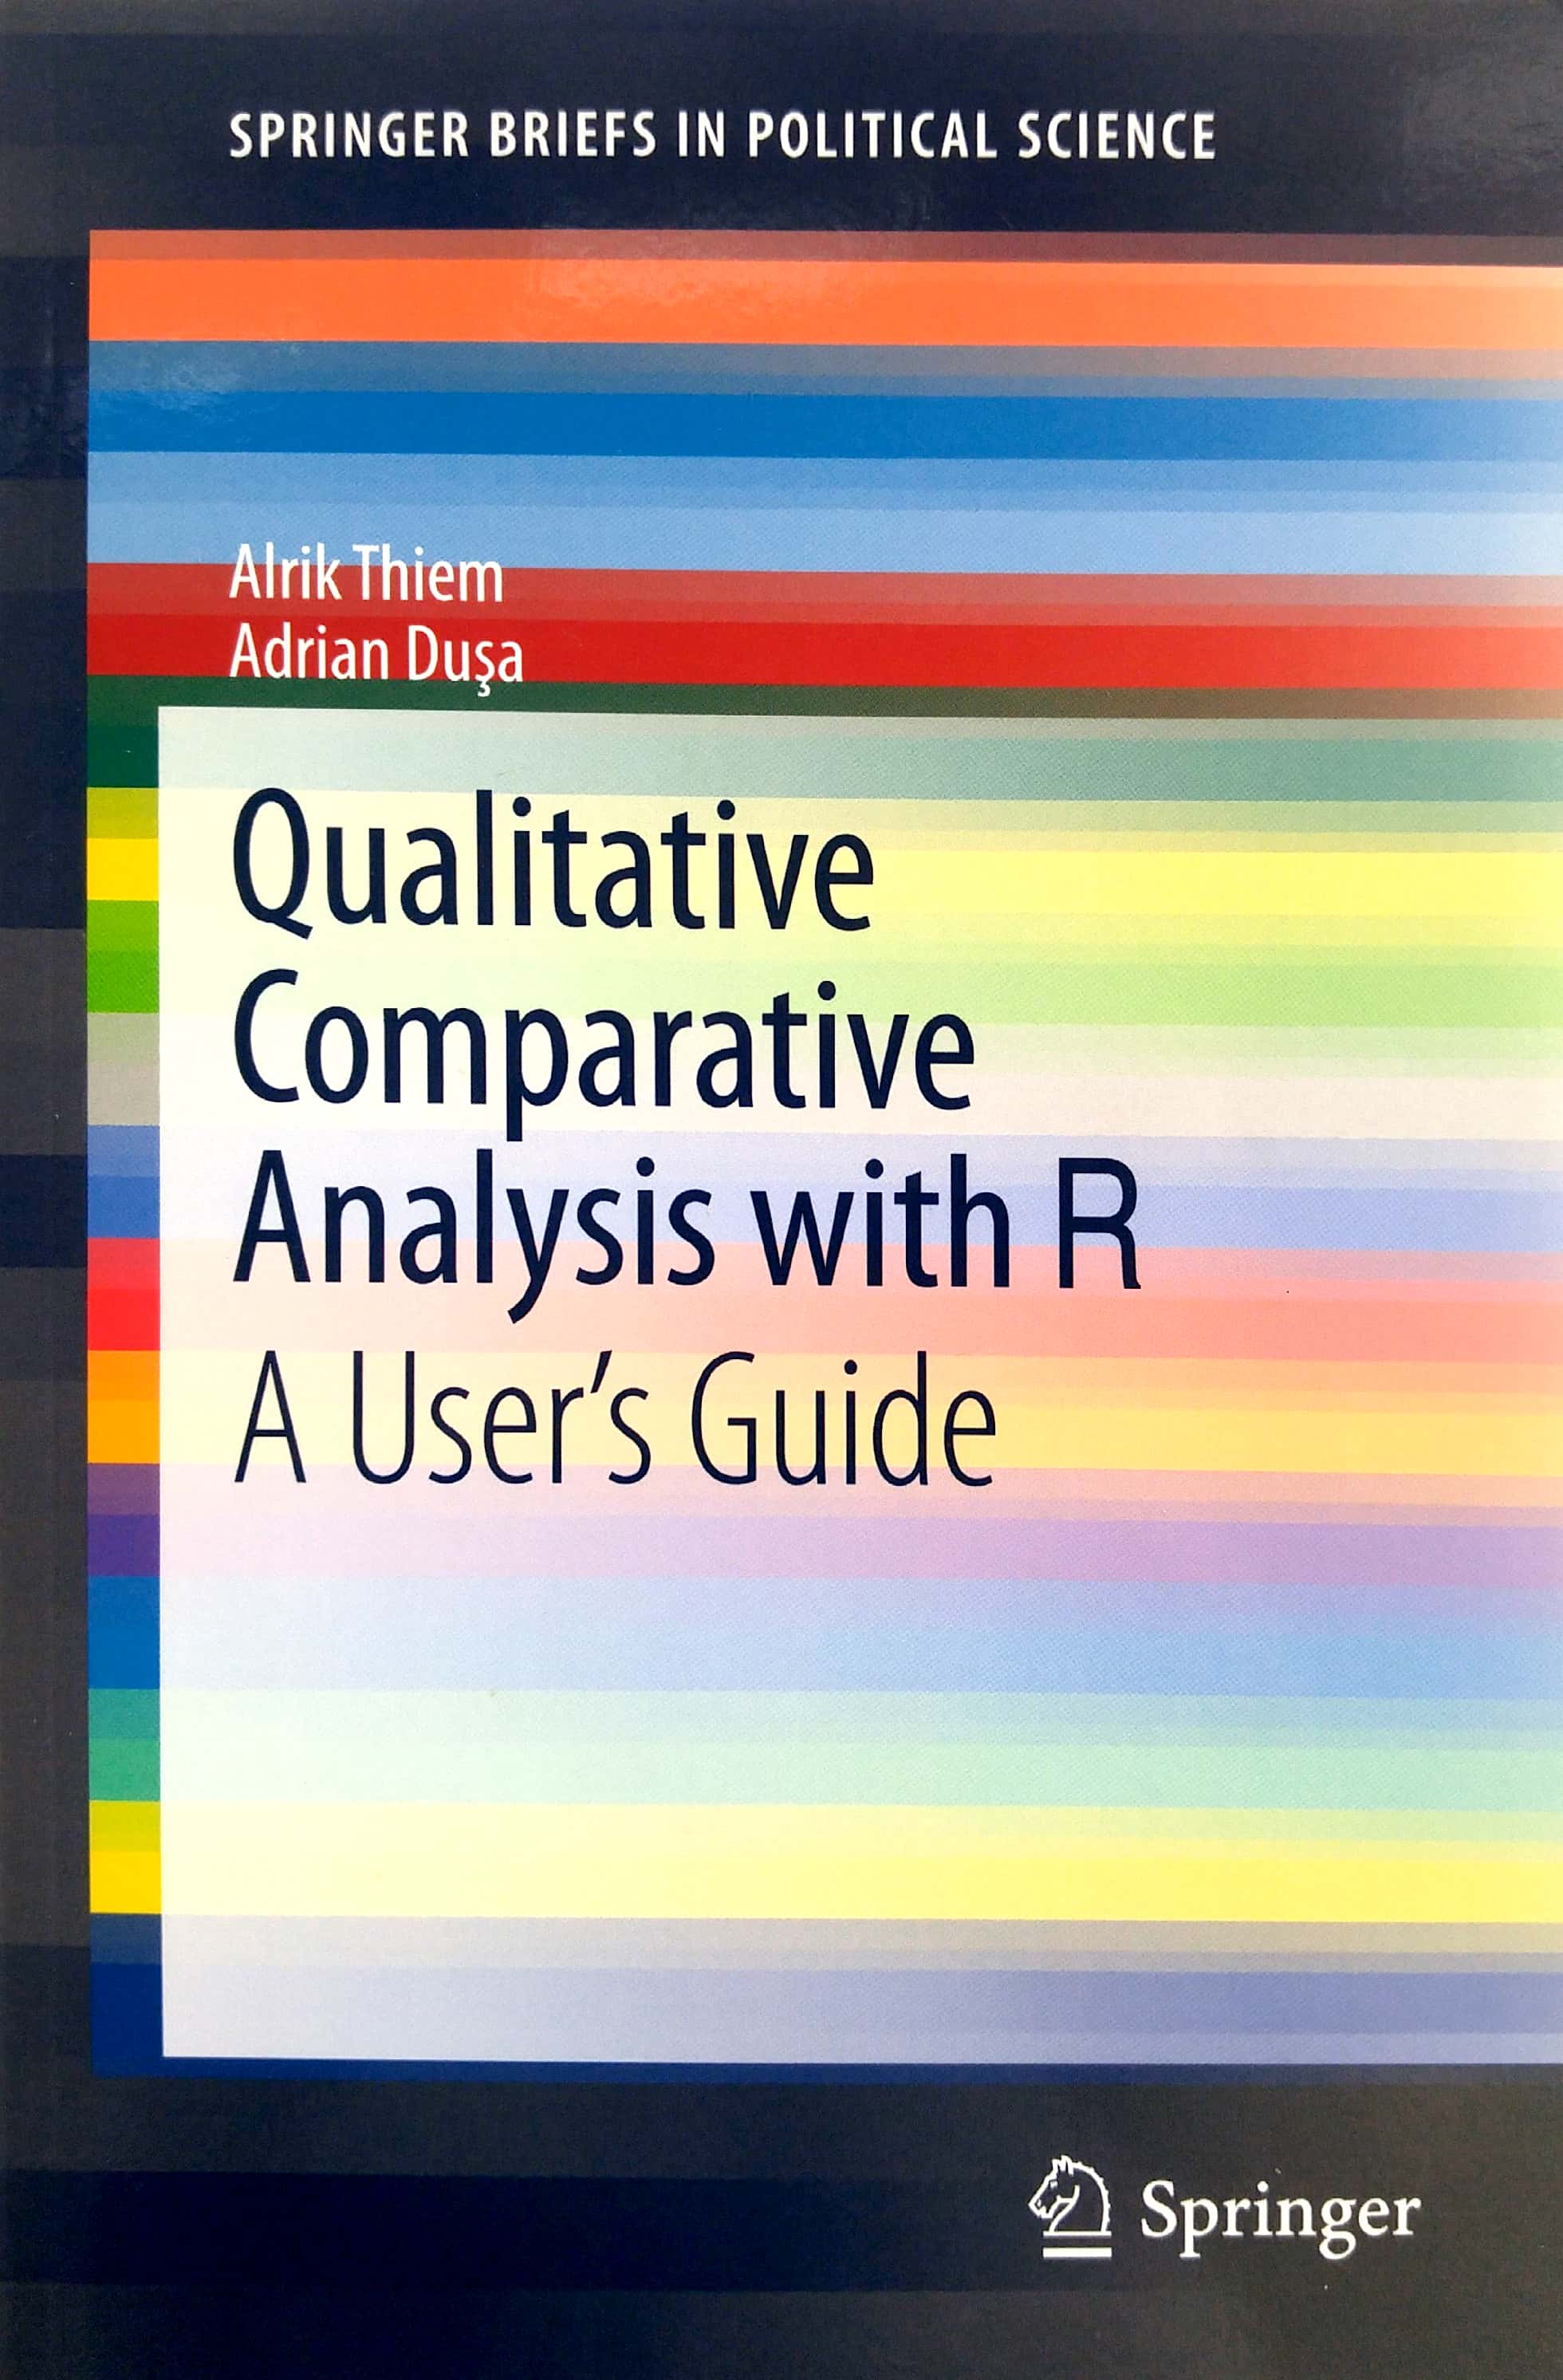 SPRINGER BRIEFS IN POLITICAL SCIENCE
Alrik Thiem
Adrian Duşa
Qualitative
Comparative
Analysis with R
A User's Guide
Springer